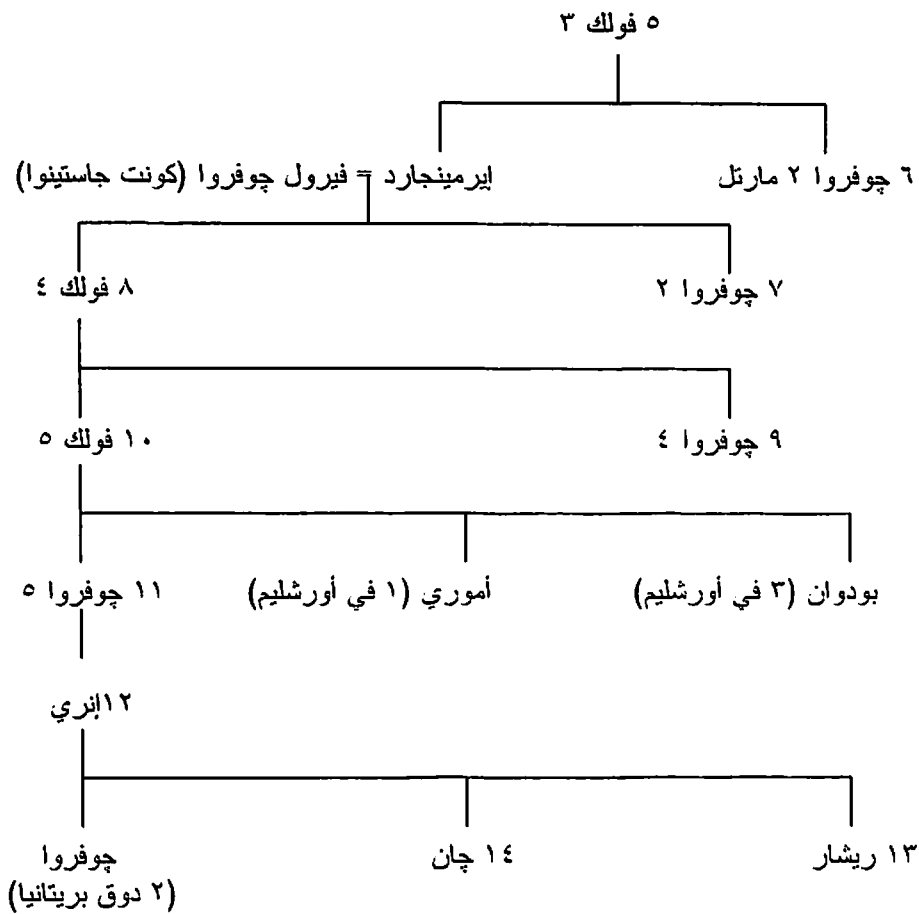 ٥ فولك ٣
٦ چوفروا ٢ مارتل
إيرمينجارد = فيرول چوفروا (كونت جاستينوا)
٧ چوفروا ٢
٨ فولك ٤
٩ چوفروا ٤
١٠ فولك ٥
بودوان (٣ في أورشليم)
أموري (١ في أورشليم)
١١ چوفروا ٥
١٢إنري
١٣ ريشار
١٤ چان
چوفروا
(٢ دوق بريتانيا)